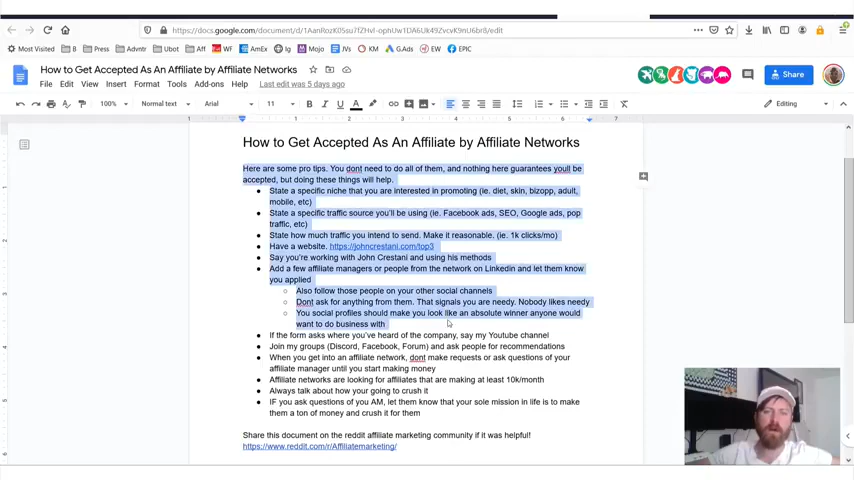 https://docs.google.com/document/d/1AanRozK05su7fZHvI-ophUw1DA6Uk49ZvcvK9nU6br8/edit
Most Visited B Press Advntr Ubot Aff WF AmEx Ig Mojo JVs KM G.Ads EW EPIC
How to Get Accepted As An Affiliate by Affiliate Networks
Share
File Edit View Insert Format Tools Add-ons Last edit was 5 days ago
100% Normal text Arial 11 B I U A Editing
1 1 2 3 4 5 6 7
How to Get Accepted As An Affiliate by Affiliate Networks
Here are some pro tips. You dont need to do all of them, and nothing here guarantees youll be
accepted, but doing these things will help.
● State a specific niche that you are interested in promoting (ie. diet, skin, bizopp, adult,
mobile, etc)
● State a specific traffic source you'll be using (ie. Facebook ads, SEO, Google ads, pop
traffic, etc)
● State how much traffic you intend to send. Make it reasonable. (ie. 1k clicks/mo)
● Have a website. https://johncrestani.com/top3
● Say you're working with John Crestani and using his methods
● Add a few affiliate managers or people from the network on Linkedin and let them know
you applied
○ Also follow those people on your other social channels
○ Dont ask for anything from them. That signals you are needy. Nobody likes needy
○ You social profiles should make you look like an absolute winner anyone would
want to do business with
● If the form asks where you've heard of the company, say my Youtube channel
● Join my groups (Discord, Facebook, Forum) and ask people for recommendations
● When you get into an affiliate network, dont make requests or ask questions of your
affiliate manager until you start making money
● Affiliate networks are looking for affiliates that are making at least 10k/month
● Always talk about how your going to crush it
● IF you ask questions of you AM, let them know that your sole mission in life is to make
them a ton of money and crush it for them
Share this document on the reddit affiliate marketing community if it was helpful!
https://www.reddit.com/r/Affiliatemarketing/